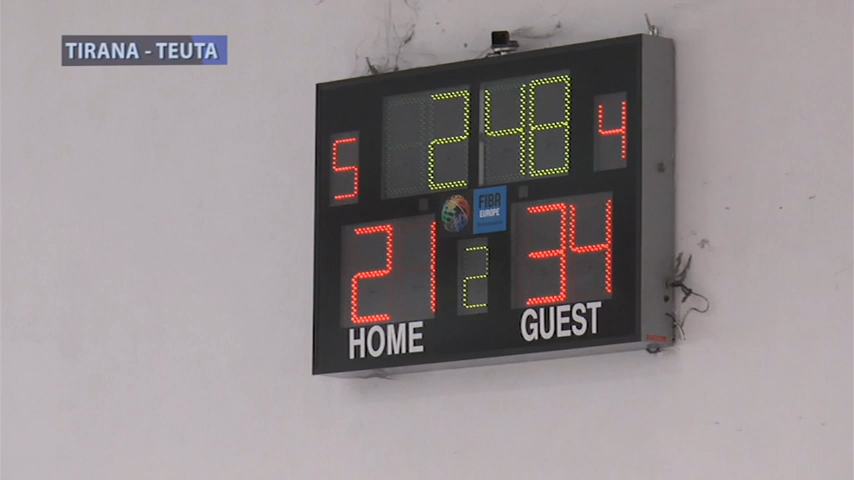 TIRANA - TEUTA
5 2 48 4
FIBA
EUROPE
21 2 34
HOME GUEST